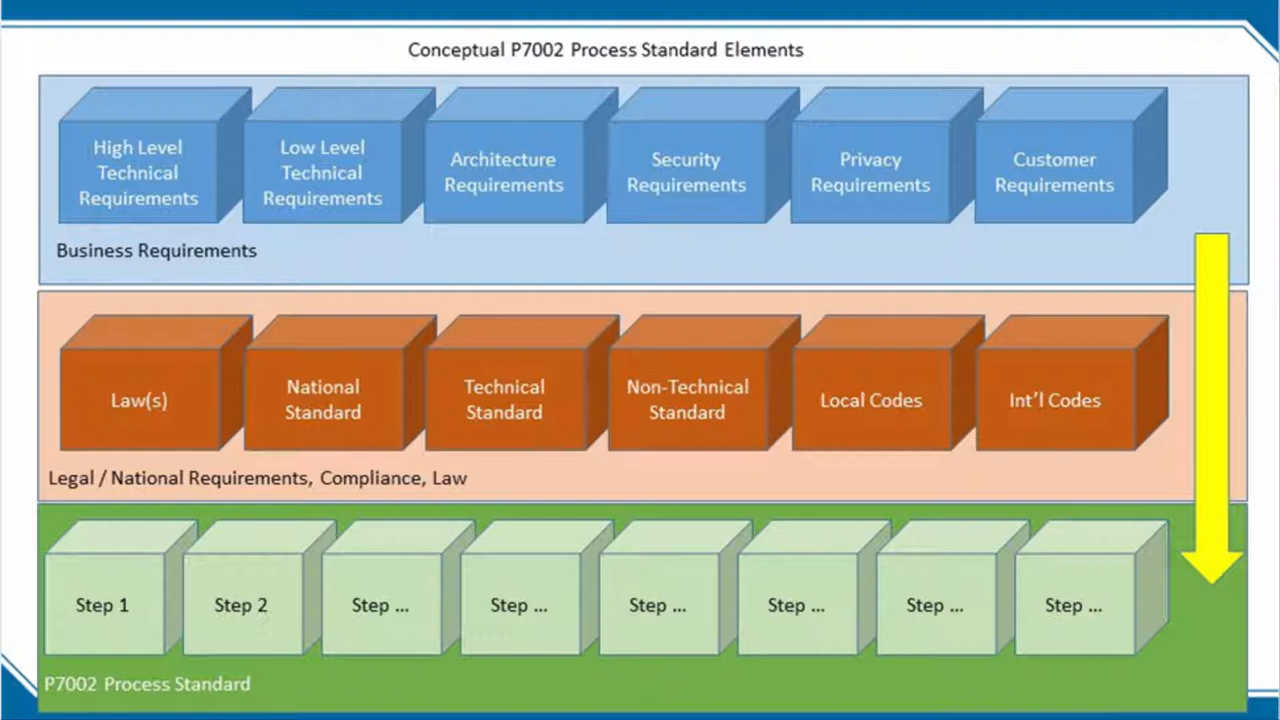 Conceptual P7002 Process Standard Elements
High Level
Technical
Requirements
Low Level
Technical
Requirements
Architecture
Requirements
Security
Requirements
Privacy
Requirements
Customer
Requirements
Business Requirements
Law(s)
National
Standard
Technical
Standard
Non-Technical
Standard
Local Codes
Int'l Codes
Legal / National Requirements, Compliance, Law
Step 1
Step 2
Step ...
Step ...
Step ...
Step ...
Step ...
Step ...
P7002 Process Standard